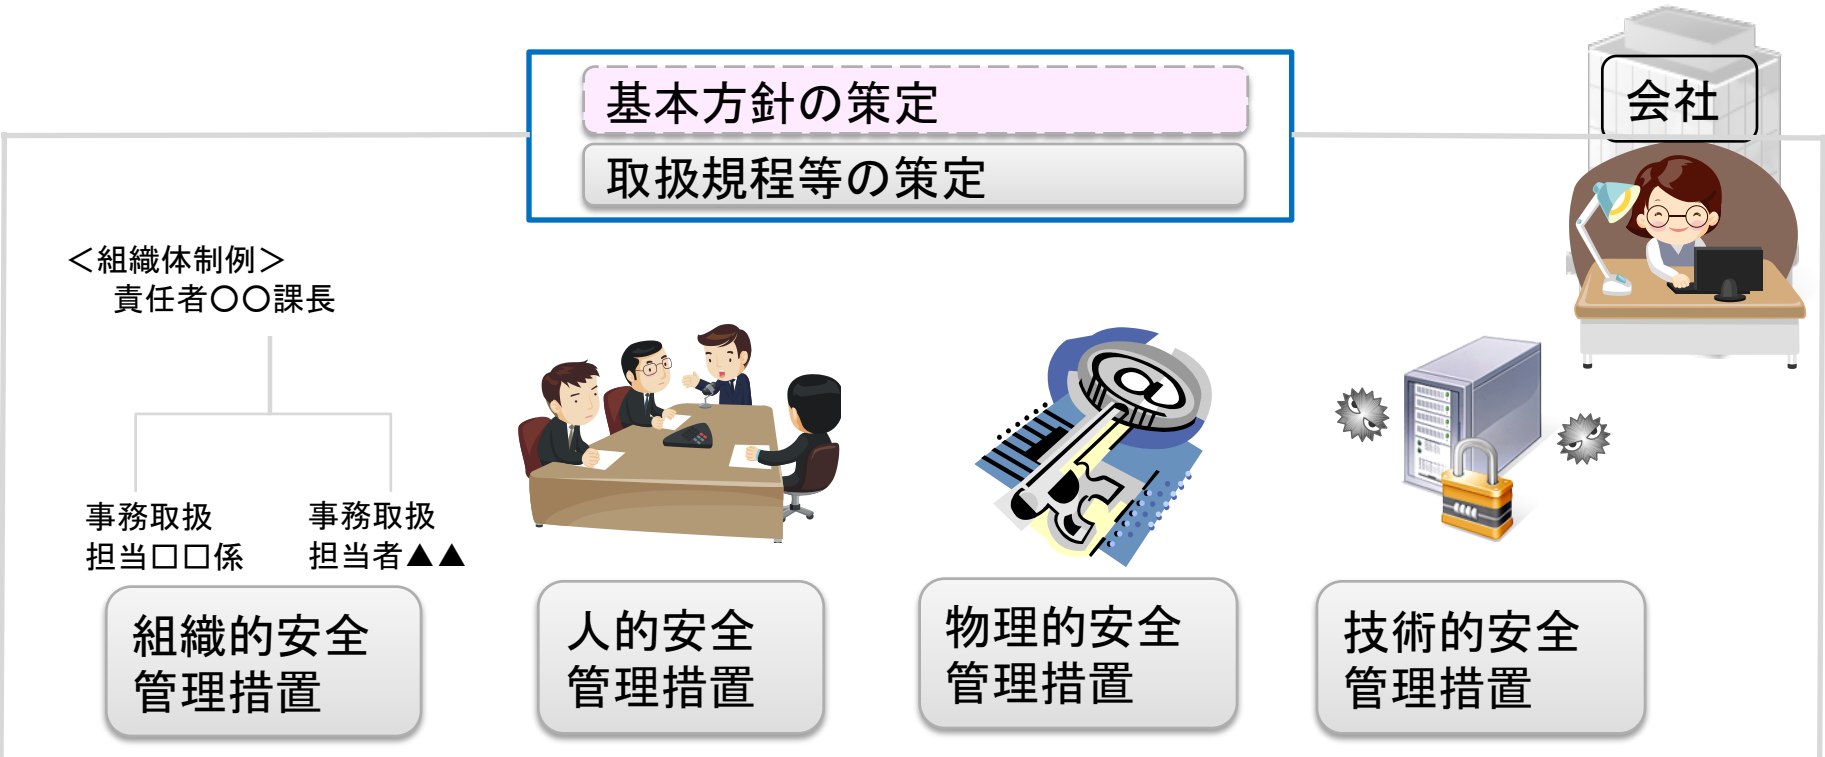 基本方針の策定
会社
取扱規程等の策定
＜組織体制例＞
責任者〇〇課長
事務取扱
担当□□係
事務取扱
担当者▲▲
組織的安全
管理措置
人的安全
管理措置
物理的安全
管理措置
技術的安全
管理措置